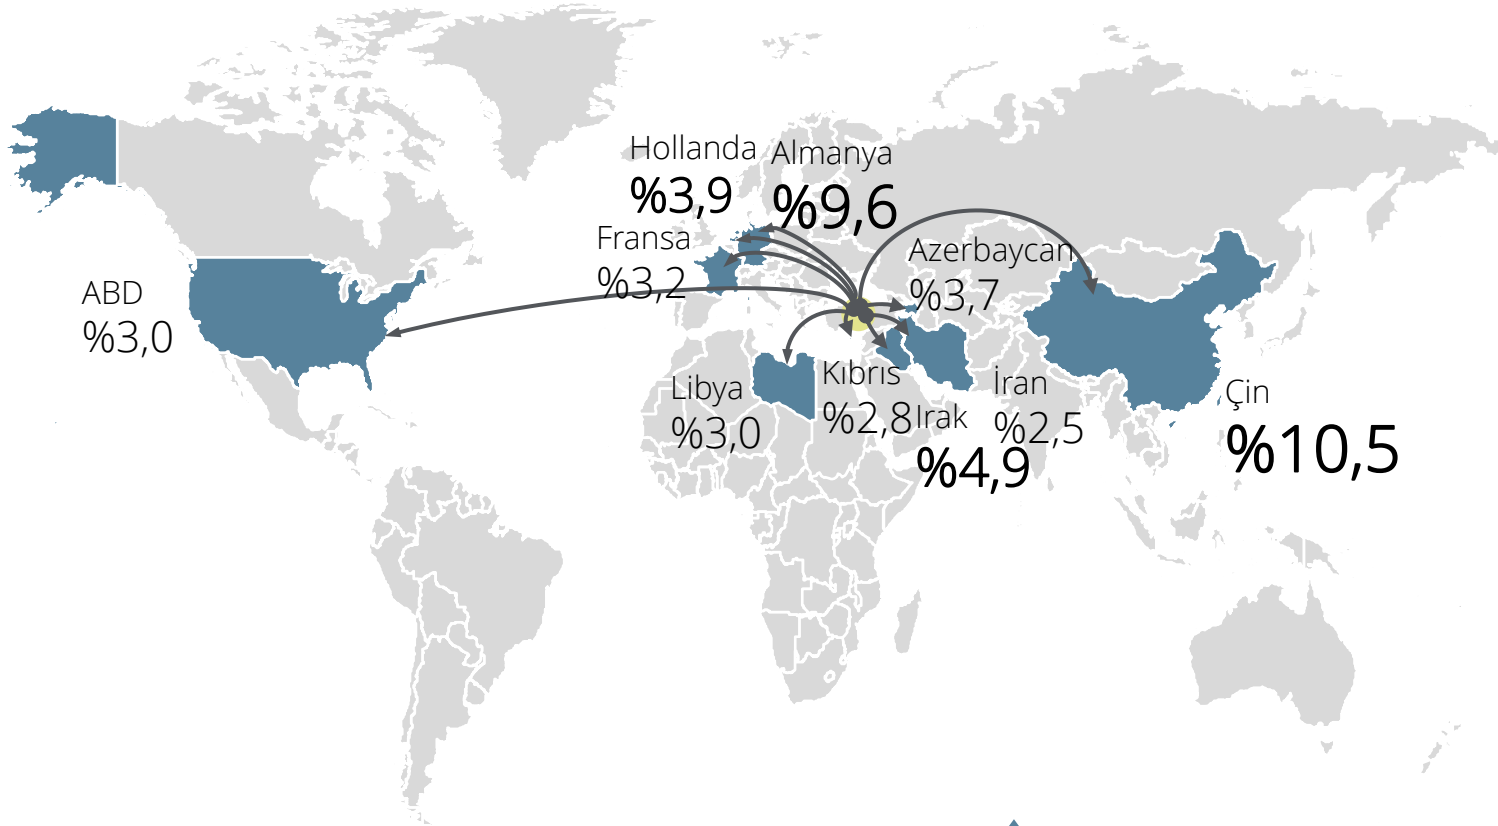 Hollanda
%3,9
Almanya
%9,6
Fransa
%3,2
Azerbaycan
%3,7
ABD
%3,0
Libya
%3,0
Kıbrıs
%2,8
Irak
%4,9
İran
%2,5
Çin
%10,5